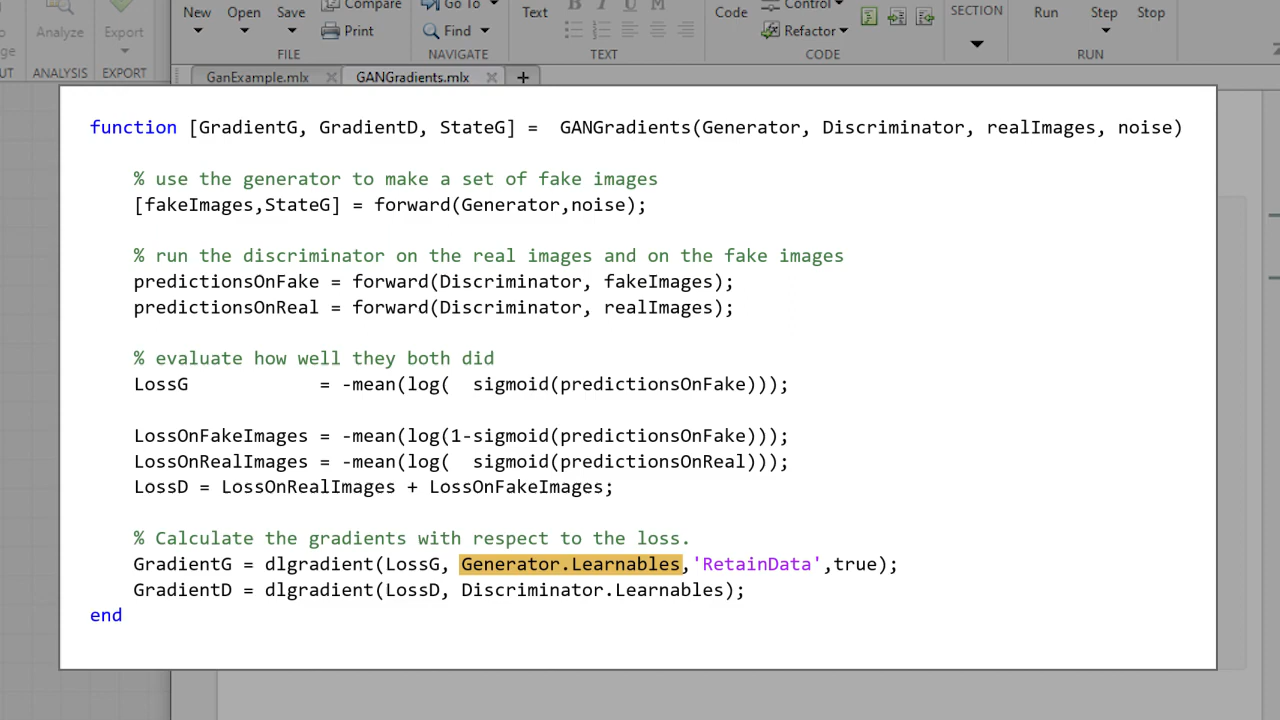 New Open Save Compare Go To Text B I U M Code Control SECTION Run Step Stop
Analyze Export Print Find Refactor
ANALYSIS EXPORT FILE NAVIGATE TEXT CODE RUN
GanExample.mlx GANGradients.mlx
function [GradientG, GradientD, StateG] = GANGradients(Generator, Discriminator, realImages, noise)
% use the generator to make a set of fake images
[fakeImages,StateG] = forward(Generator,noise);
% run the discriminator on the real images and on the fake images
predictionsOnFake = forward(Discriminator, fakeImages);
predictionsOnReal = forward(Discriminator, realImages);
% evaluate how well they both did
LossG = -mean(log( sigmoid(predictionsOnFake)));
LossOnFakeImages = -mean(log(1-sigmoid(predictionsOnFake)));
LossOnRealImages = -mean(log( sigmoid(predictionsOnReal)));
LossD = LossOnRealImages + LossOnFakeImages;
% Calculate the gradients with respect to the loss.
GradientG = dlgradient(LossG, Generator.Learnables,'RetainData',true);
GradientD = dlgradient(LossD, Discriminator.Learnables);
end